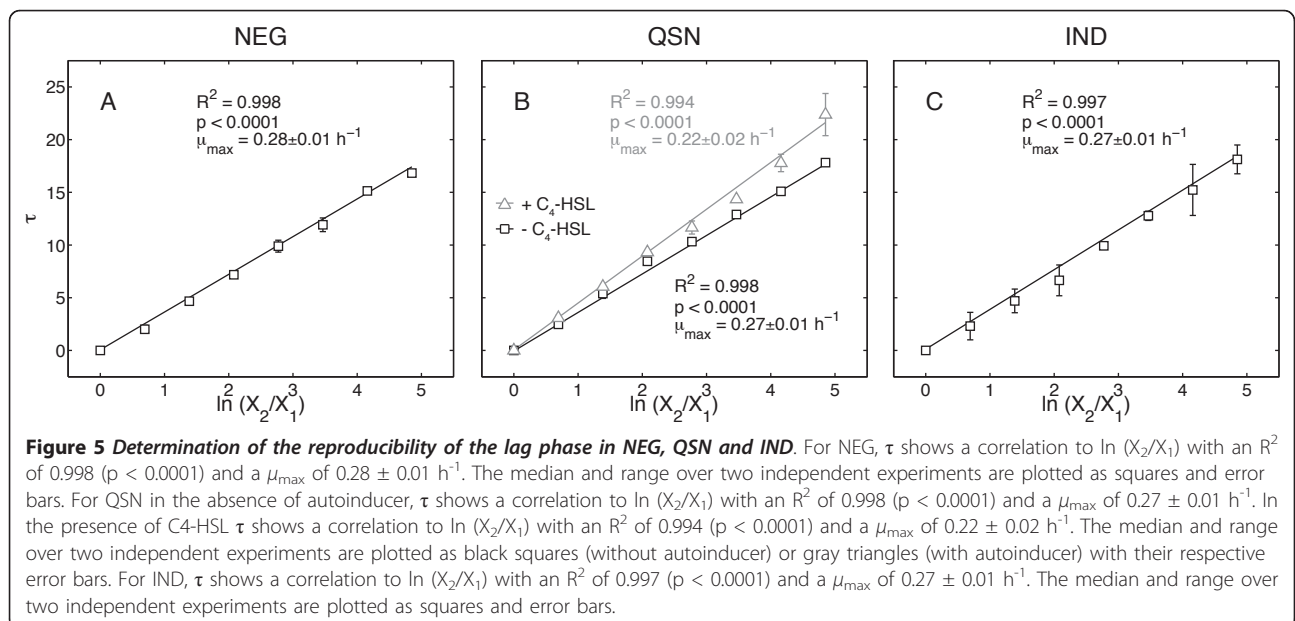 NEG
QSN
IND
25
20
15
10
5
0
τ
A
R² = 0.998
p < 0.0001
μmax = 0.28±0.01 h⁻¹
0 1 2 3 4 5
ln (X₂/X₁)
B
R² = 0.994
p < 0.0001
μmax = 0.22±0.02 h⁻¹
+ C₄-HSL
- C₄-HSL
R² = 0.998
p < 0.0001
μmax = 0.27±0.01 h⁻¹
0 1 2 3 4 5
ln (X₂/X₁)
C
R² = 0.997
p < 0.0001
μmax = 0.27±0.01 h⁻¹
0 1 2 3 4 5
ln (X₂/X₁)
Figure 5 Determination of the reproducibility of the lag phase in NEG, QSN and IND. For NEG, τ shows a correlation to ln (X₂/X₁) with an R²
of 0.998 (p < 0.0001) and a μmax of 0.28 ± 0.01 h⁻¹. The median and range over two independent experiments are plotted as squares and error
bars. For QSN in the absence of autoinducer, τ shows a correlation to ln (X₂/X₁) with an R² of 0.998 (p < 0.0001) and a μmax of 0.27 ± 0.01 h⁻¹. In
the presence of C4-HSL τ shows a correlation to ln (X₂/X₁) with an R² of 0.994 (p < 0.0001) and a μmax of 0.22 ± 0.02 h⁻¹. The median and range
over two independent experiments are plotted as black squares (without autoinducer) or gray triangles (with autoinducer) with their respective
error bars. For IND, τ shows a correlation to ln (X₂/X₁) with an R² of 0.997 (p < 0.0001) and a μmax of 0.27 ± 0.01 h⁻¹. The median and range over
two independent experiments are plotted as squares and error bars.